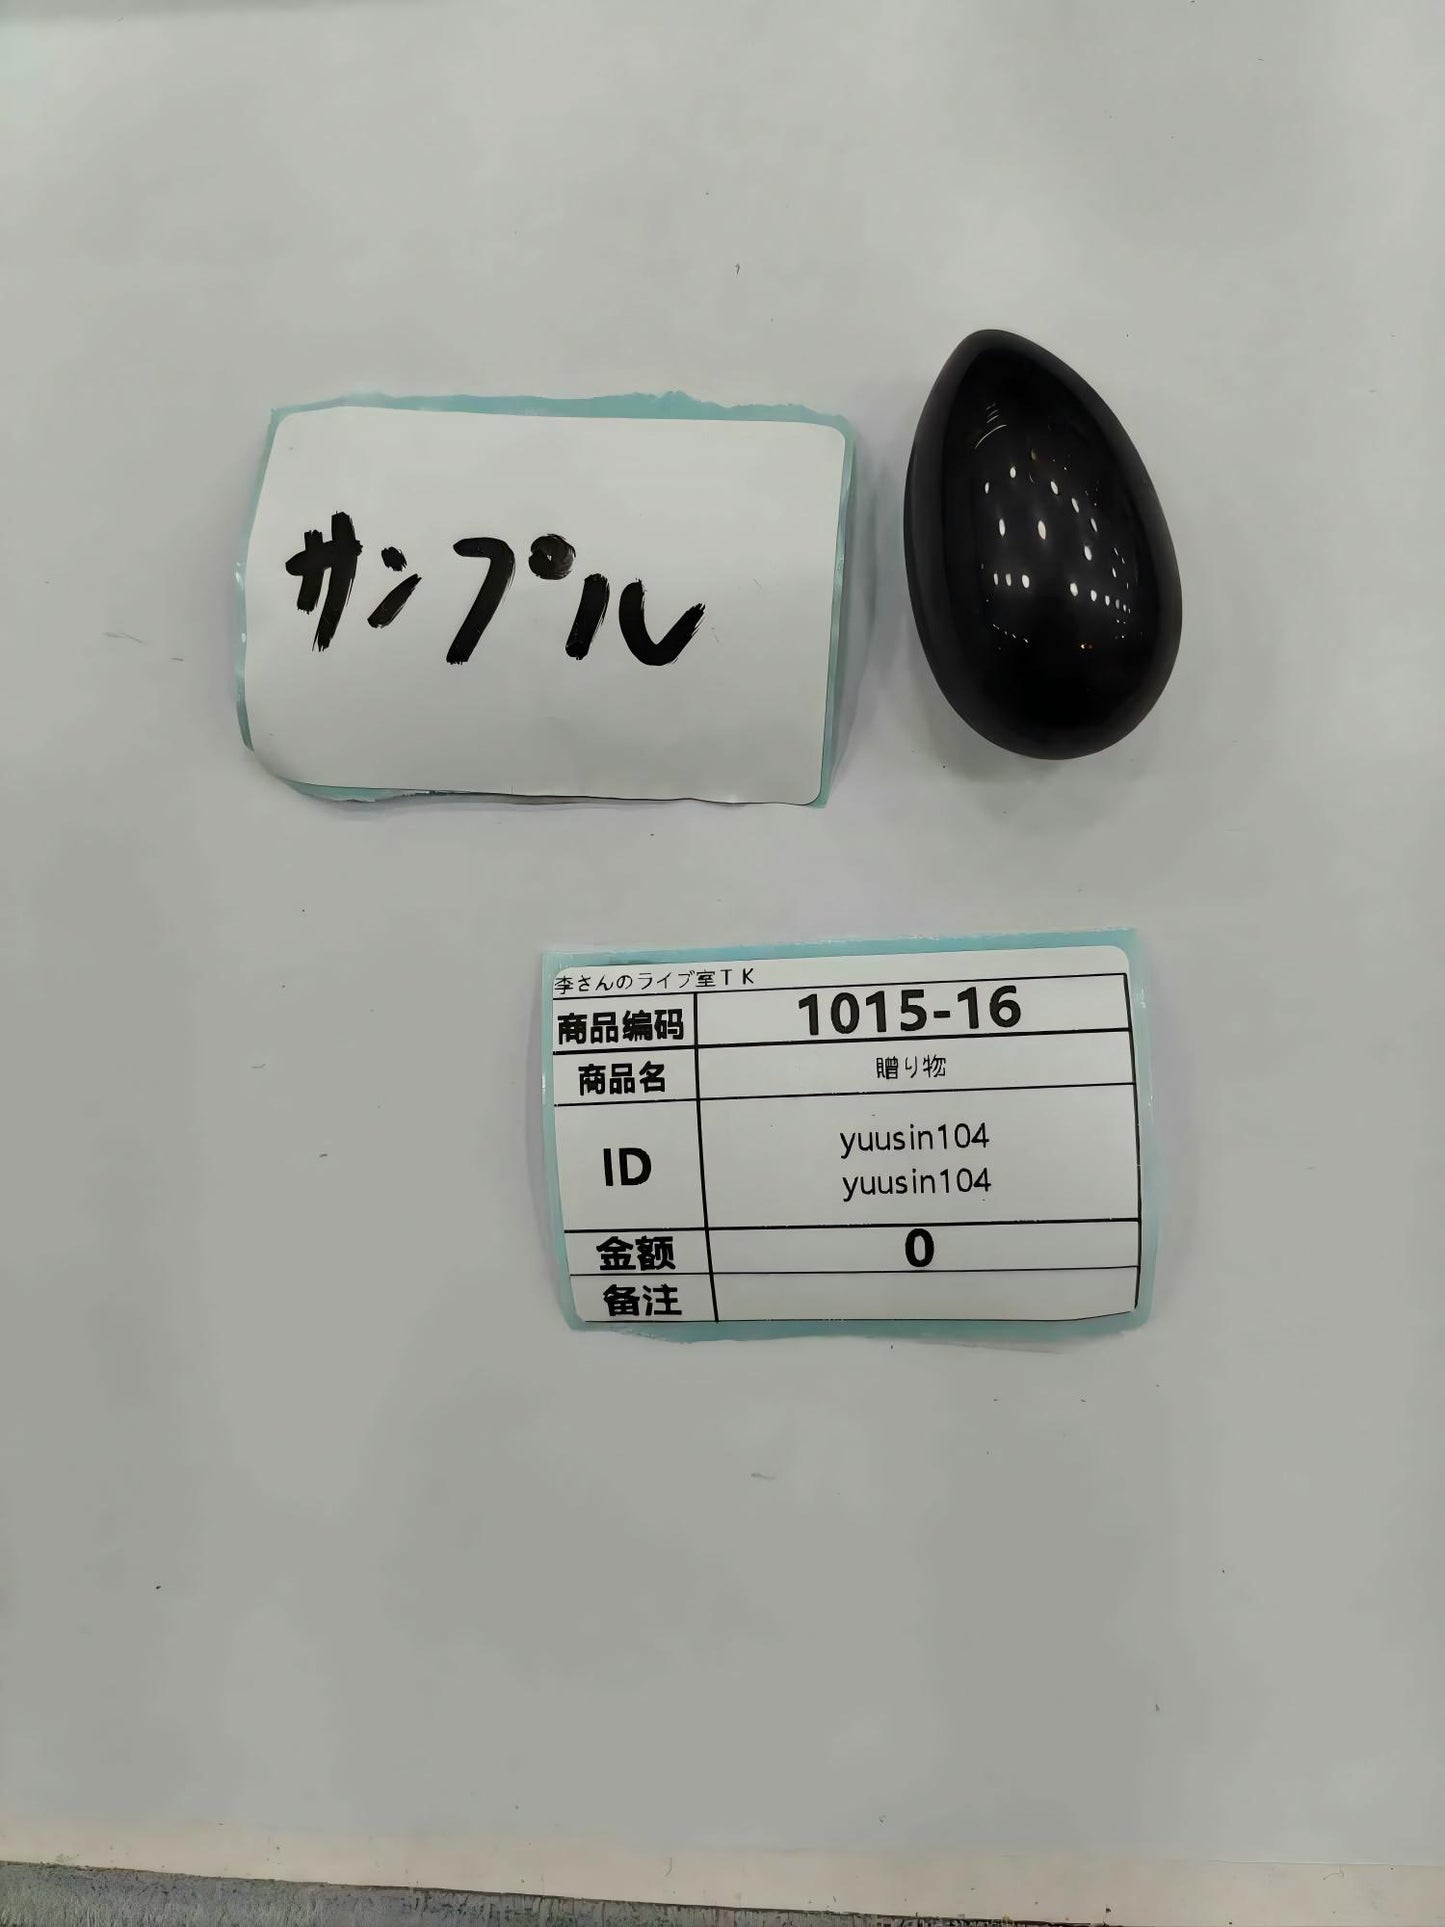 サンプル
李さんのライブ室TK
商品编码 1015-16
商品名 贈り物
ID yuusin104
yuusin104
金额 0
备注